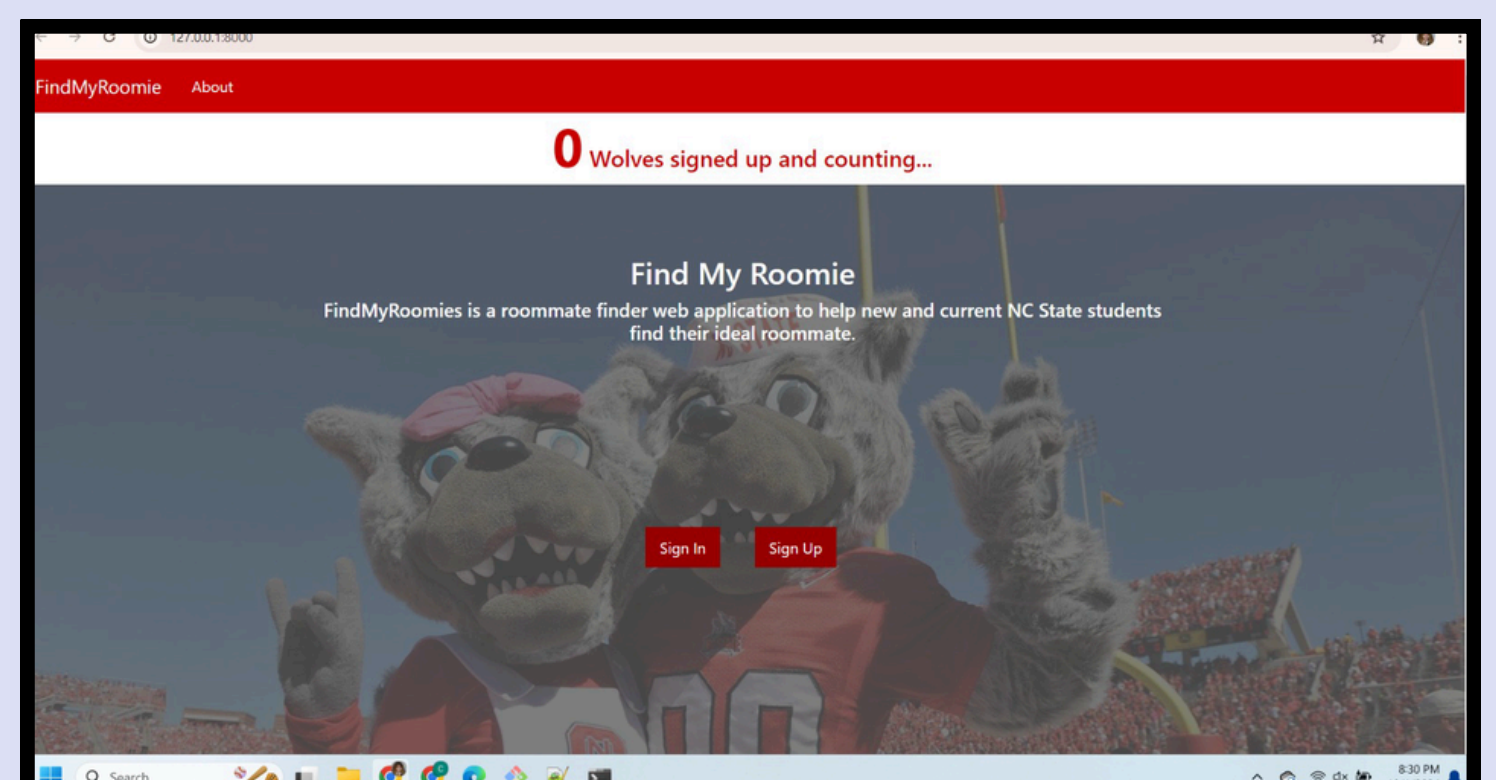 127.0.0.1:8000
FindMyRoomie About
0 Wolves signed up and counting...
Find My Roomie
FindMyRoomies is a roommate finder web application to help new and current NC State students
find their ideal roommate.
Sign In Sign Up
Search
8:30 PM